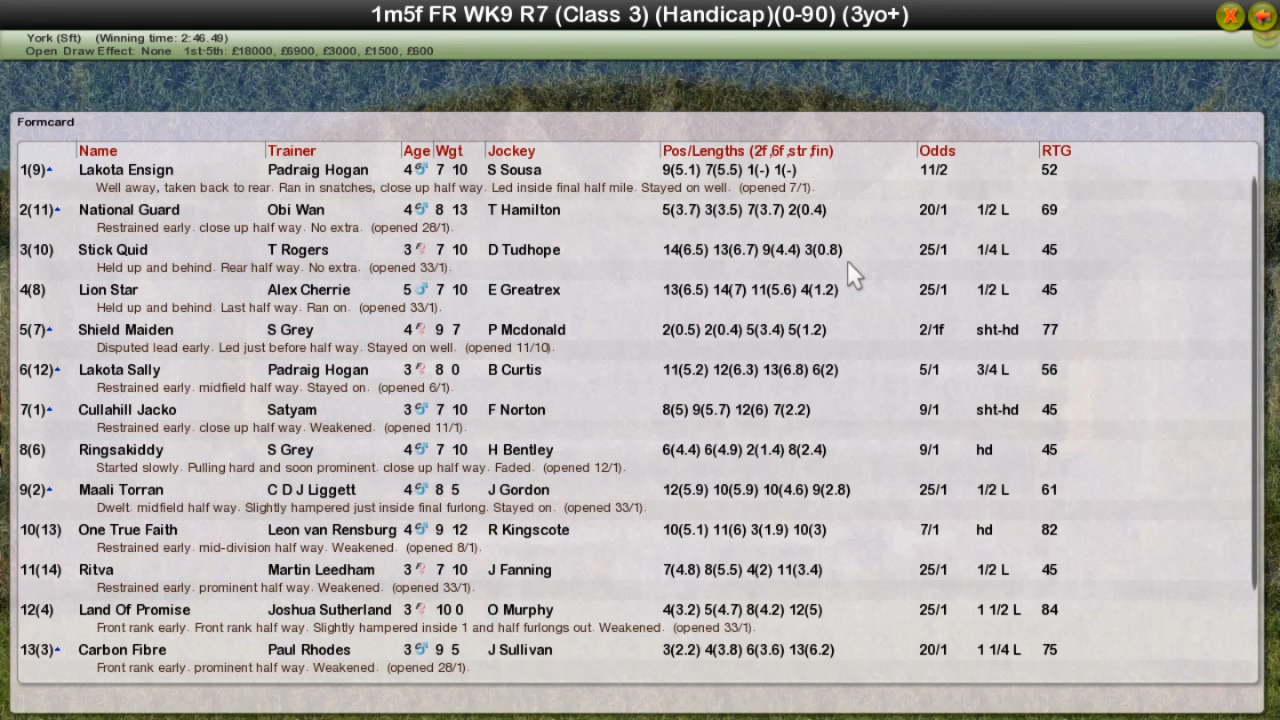 1m5f FR WK9 R7 (Class 3) (Handicap)(0-90) (3yo+)
York (Sft) (Winning time: 2:46.49)
Open Draw Effect: None 1st-5th: £18000, £6900, £3000, £1500, £600
Formcard
Name Trainer Age Wgt Jockey Pos/Lengths (2f,6f,str,fin) Odds RTG
1(9) Lakota Ensign Padraig Hogan 4 7 10 S Sousa 9(5.1) 7(5.5) 1(-) 1(-) 11/2 52
Well away, taken back to rear. Ran in snatches, close up half way. Led inside final half mile. Stayed on well. (opened 7/1).
2(11) National Guard Obi Wan 4 8 13 T Hamilton 5(3.7) 3(3.5) 7(3.7) 2(0.4) 20/1 1/2 L 69
Restrained early. close up half way. No extra. (opened 28/1).
3(10) Stick Quid T Rogers 3 7 10 D Tudhope 14(6.5) 13(6.7) 9(4.4) 3(0.8) 25/1 1/4 L 45
Held up and behind. Rear half way. No extra. (opened 33/1).
4(8) Lion Star Alex Cherrie 5 7 10 E Greatrex 13(6.5) 14(7) 11(5.6) 4(1.2) 25/1 1/2 L 45
Held up and behind. Last half way. Ran on. (opened 33/1).
5(7) Shield Maiden S Grey 4 9 7 P Mcdonald 2(0.5) 2(0.4) 5(3.4) 5(1.2) 2/1f sht-hd 77
Disputed lead early. Led just before half way. Stayed on well. (opened 11/10).
6(12) Lakota Sally Padraig Hogan 3 8 0 B Curtis 11(5.2) 12(6.3) 13(6.8) 6(2) 5/1 3/4 L 56
Restrained early. midfield half way. Stayed on. (opened 6/1).
7(1) Cullahill Jacko Satyam 3 7 10 F Norton 8(5) 9(5.7) 12(6) 7(2.2) 9/1 sht-hd 45
Restrained early. close up half way. Weakened. (opened 11/1).
8(6) Ringsakiddy S Grey 4 7 10 H Bentley 6(4.4) 6(4.9) 2(1.4) 8(2.4) 9/1 hd 45
Started slowly. Pulling hard and soon prominent. close up half way. Faded. (opened 12/1).
9(2) Maali Torran C D J Liggett 4 8 5 J Gordon 12(5.9) 10(5.9) 10(4.6) 9(2.8) 25/1 1/2 L 61
Dwelt. midfield half way. Slightly hampered just inside final furlong. Stayed on. (opened 33/1).
10(13) One True Faith Leon van Rensburg 4 9 12 R Kingscote 10(5.1) 11(6) 3(1.9) 10(3) 7/1 hd 82
Restrained early. mid-division half way. Weakened. (opened 8/1).
11(14) Ritva Martin Leedham 3 7 10 J Fanning 7(4.8) 8(5.5) 4(2) 11(3.4) 25/1 1/2 L 45
Restrained early. prominent half way. Weakened. (opened 33/1).
12(4) Land Of Promise Joshua Sutherland 3 10 0 O Murphy 4(3.2) 5(4.7) 8(4.2) 12(5) 25/1 1 1/2 L 84
Front rank early. Front rank half way. Slightly hampered inside 1 and half furlongs out. Weakened. (opened 33/1).
13(3) Carbon Fibre Paul Rhodes 3 9 5 J Sullivan 3(2.2) 4(3.8) 6(3.6) 13(6.2) 20/1 1 1/4 L 75
Front rank early. prominent half way. Weakened. (opened 28/1).